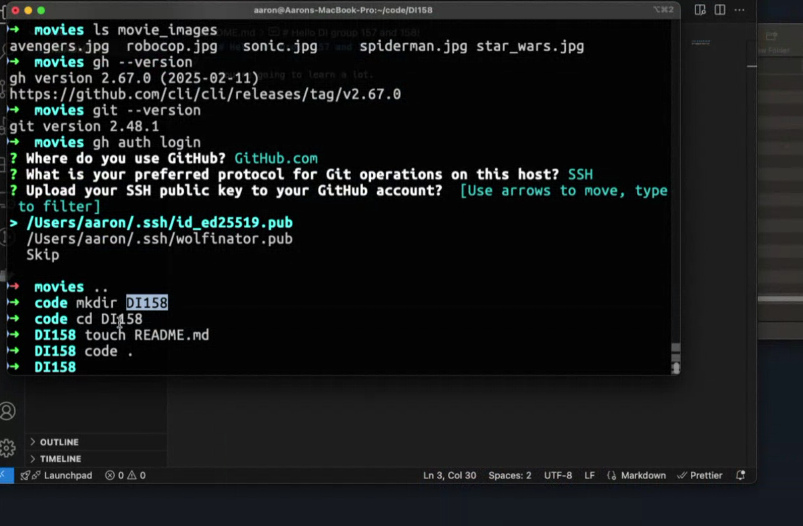 aaron@Aarons-MacBook-Pro:~/code/DI158
⌥⌘2
➜ movies ls movie_images
avengers.jpg robocop.jpg sonic.jpg spiderman.jpg star_wars.jpg
➜ movies gh --version
gh version 2.67.0 (2025-02-11)
https://github.com/cli/cli/releases/tag/v2.67.0
➜ movies git --version
git version 2.48.1
➜ movies gh auth login
? Where do you use GitHub? GitHub.com
? What is your preferred protocol for Git operations on this host? SSH
? Upload your SSH public key to your GitHub account? [Use arrows to move, type
to filter]
> /Users/aaron/.ssh/id_ed25519.pub
/Users/aaron/.ssh/wolfinator.pub
Skip
➜ movies ..
➜ code mkdir DI158
➜ code cd DI158
➜ DI158 touch README.md
➜ DI158 code .
➜ DI158
> OUTLINE
> TIMELINE
Launchpad 0 0 Ln 3, Col 30 Spaces: 2 UTF-8 LF Markdown Prettier